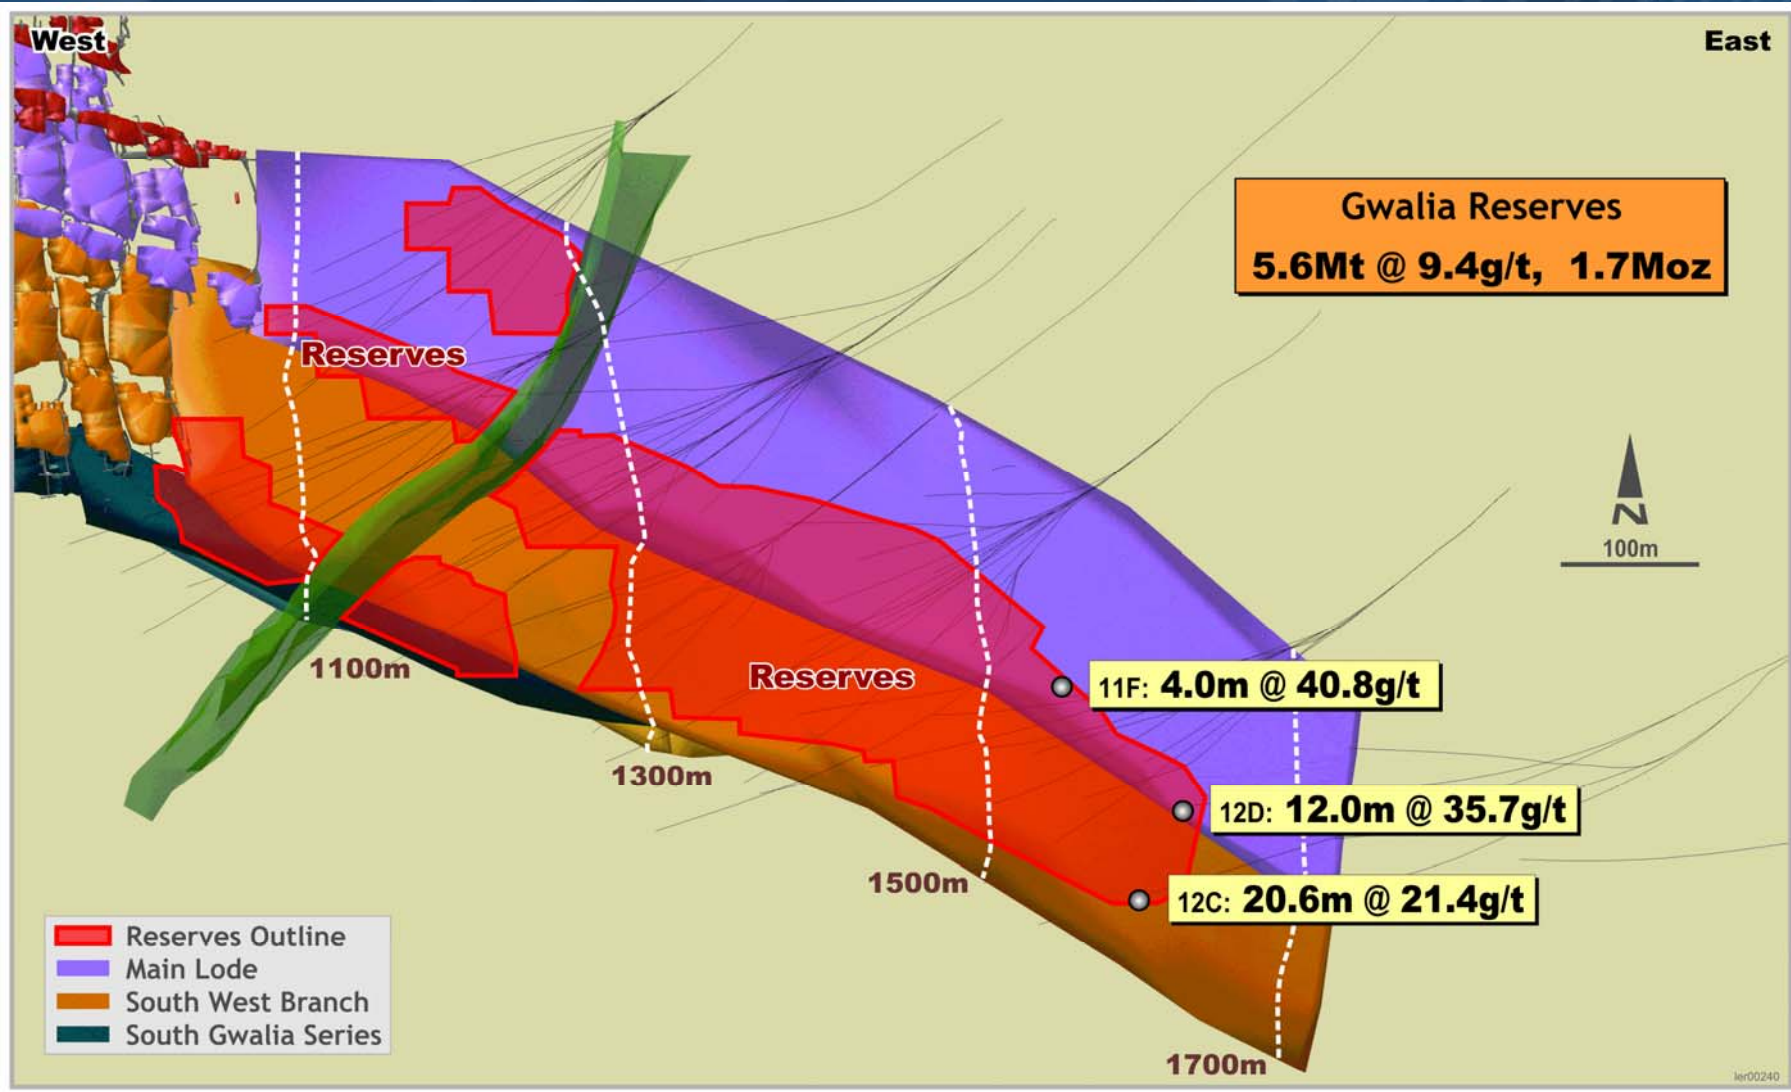 West
East
Gwalia Reserves
5.6Mt @ 9.4g/t, 1.7Moz
Reserves
N
100m
Reserves
1100m
11F: 4.0m @ 40.8g/t
1300m
12D: 12.0m @ 35.7g/t
1500m
12C: 20.6m @ 21.4g/t
Reserves Outline
Main Lode
South West Branch
South Gwalia Series
1700m
ler00240